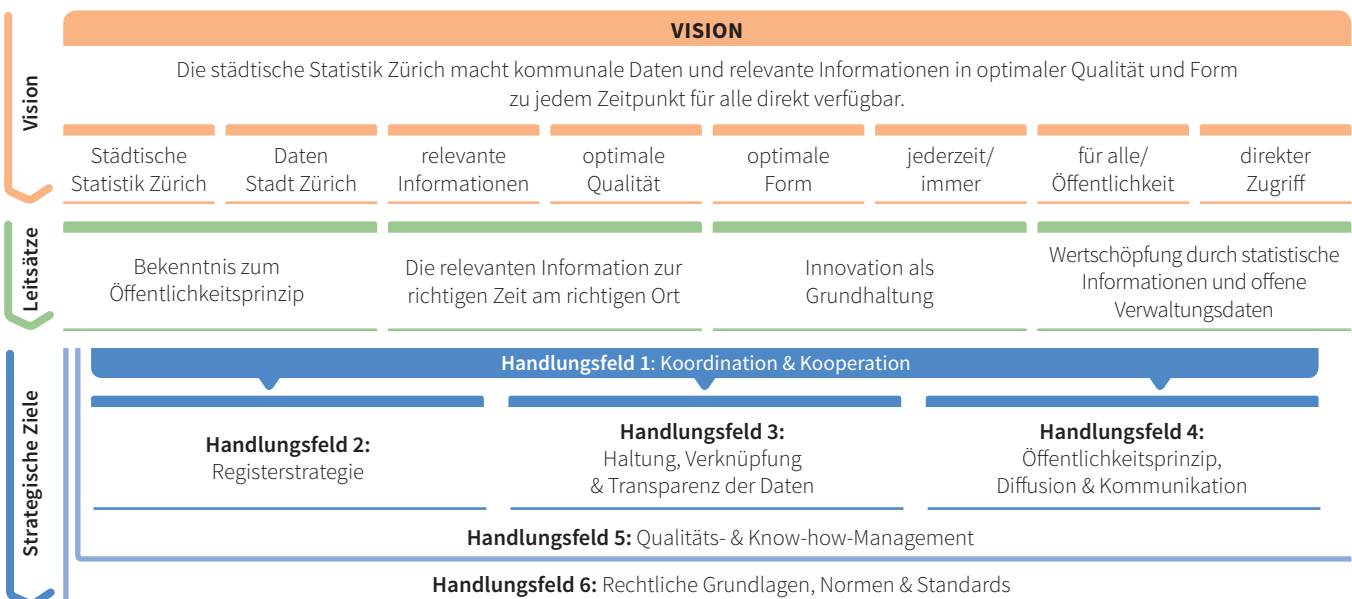 Vision
VISION
Die städtische Statistik Zürich macht kommunale Daten und relevante Informationen in optimaler Qualität und Form
zu jedem Zeitpunkt für alle direkt verfügbar.
Städtische
Statistik Zürich
Daten
Stadt Zürich
relevante
Informationen
optimale
Qualität
optimale
Form
jederzeit/
immer
für alle/
Öffentlichkeit
direkter
Zugriff
Leitsätze
Bekenntnis zum
Öffentlichkeitsprinzip
Die relevanten Information zur
richtigen Zeit am richtigen Ort
Innovation als
Grundhaltung
Wertschöpfung durch statistische
Informationen und offene
Verwaltungsdaten
Strategische Ziele
Handlungsfeld 1: Koordination & Kooperation
Handlungsfeld 2:
Registerstrategie
Handlungsfeld 3:
Haltung, Verknüpfung
& Transparenz der Daten
Handlungsfeld 4:
Öffentlichkeitsprinzip,
Diffusion & Kommunikation
Handlungsfeld 5: Qualitäts- & Know-how-Management
Handlungsfeld 6: Rechtliche Grundlagen, Normen & Standards